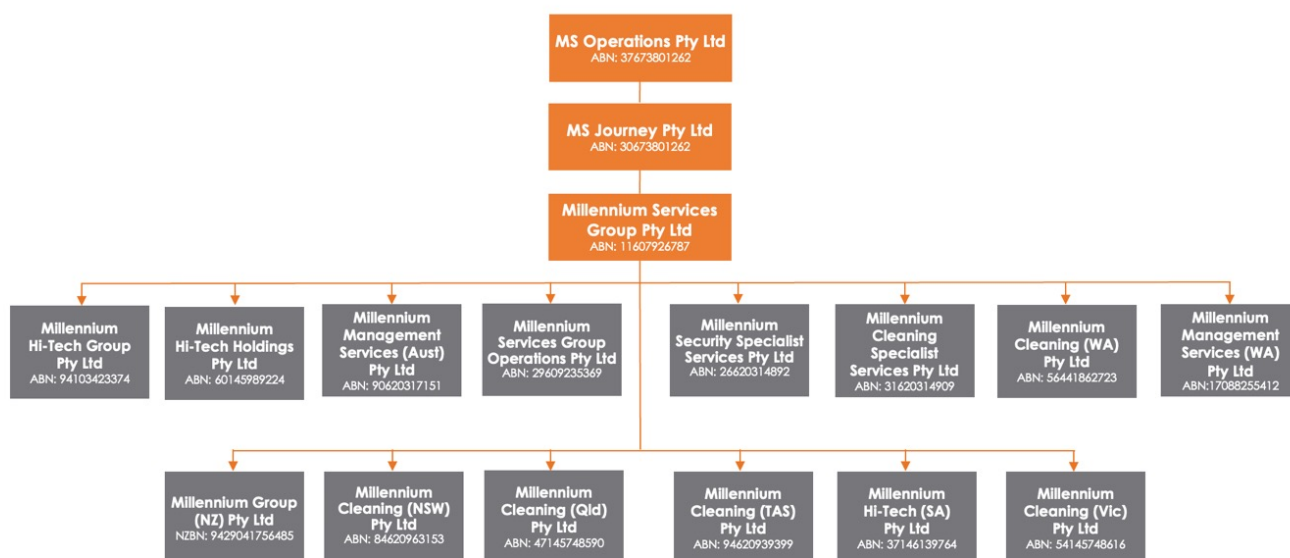 MS Operations Pty Ltd
ABN: 37673801262
MS Journey Pty Ltd
ABN: 30673801262
Millennium Services
Group Pty Ltd
ABN: 11607926787
Millennium
Hi-Tech Group
Pty Ltd
ABN: 94103423374
Millennium
Hi-Tech Holdings
Pty Ltd
ABN: 60145989224
Millennium
Management
Services (Aust)
Pty Ltd
ABN: 90620317151
Millennium
Services Group
Operations Pty Ltd
ABN: 29609235369
Millennium
Security Specialist
Services Pty Ltd
ABN: 26620314892
Millennium
Cleaning
Specialist
Services Pty Ltd
ABN: 31620314909
Millennium
Cleaning (WA)
Pty Ltd
ABN: 56441862723
Millennium
Management
Services (WA)
Pty Ltd
ABN:17088255412
Millennium Group
(NZ) Pty Ltd
NZBN: 9429041756485
Millennium
Cleaning (NSW)
Pty Ltd
ABN: 84620963153
Millennium
Cleaning (Qld)
Pty Ltd
ABN: 47145748590
Millennium
Cleaning (TAS)
Pty Ltd
ABN: 94620939399
Millennium
Hi-Tech (SA)
Pty Ltd
ABN: 37146139764
Millennium
Cleaning (Vic)
Pty Ltd
ABN: 54145748616